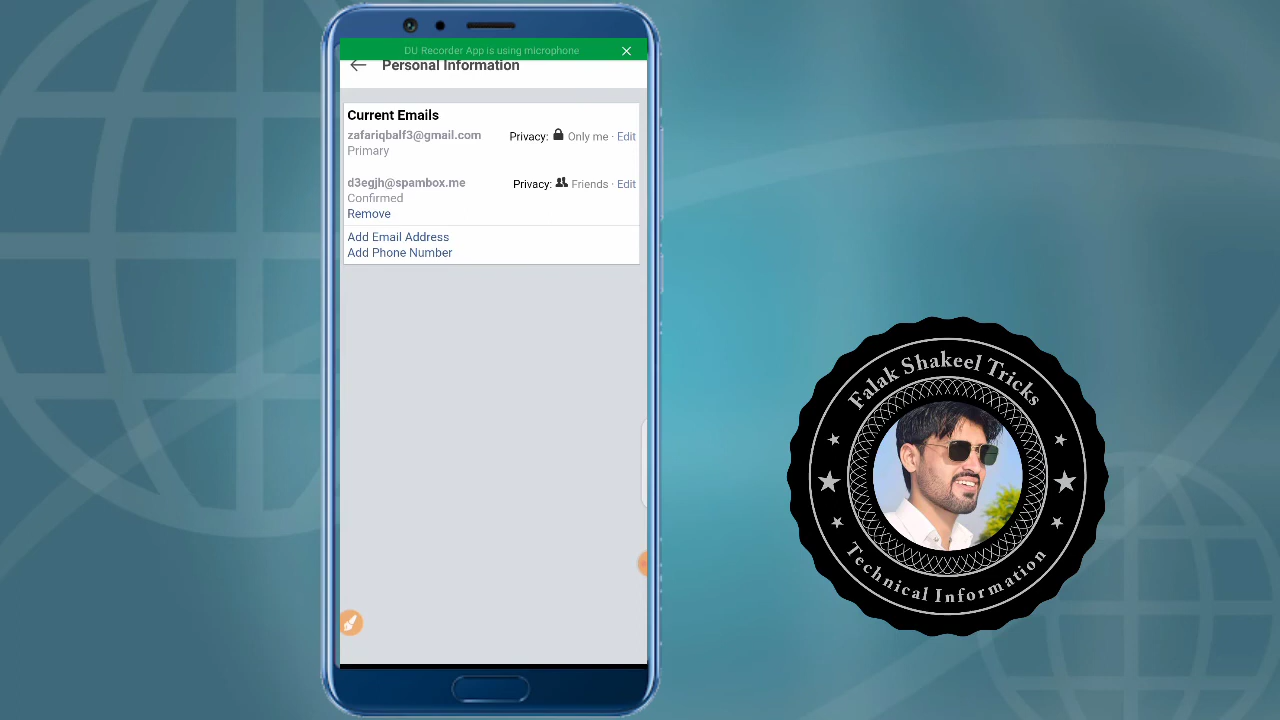 DU Recorder App is using microphone
Personal Information
Current Emails
zafariqbalf3@gmail.com Privacy: Only me · Edit
Primary
d3egjh@spambox.me Privacy: Friends · Edit
Confirmed
Remove
Add Email Address
Add Phone Number
Falak Shakeel Tricks
Technical Information